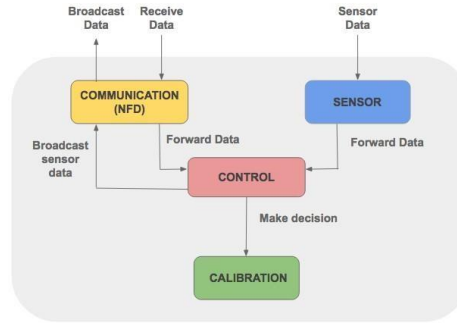 Broadcast
Data
Receive
Data
Sensor
Data
COMMUNICATION
(NFD)
SENSOR
Broadcast
sensor
data
Forward Data
Forward Data
CONTROL
Make decision
CALIBRATION